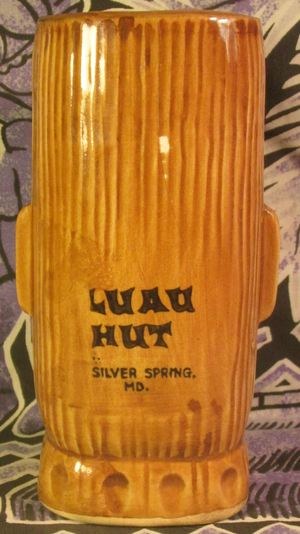 LUAU
HUT
SILVER SPRING,
MD.